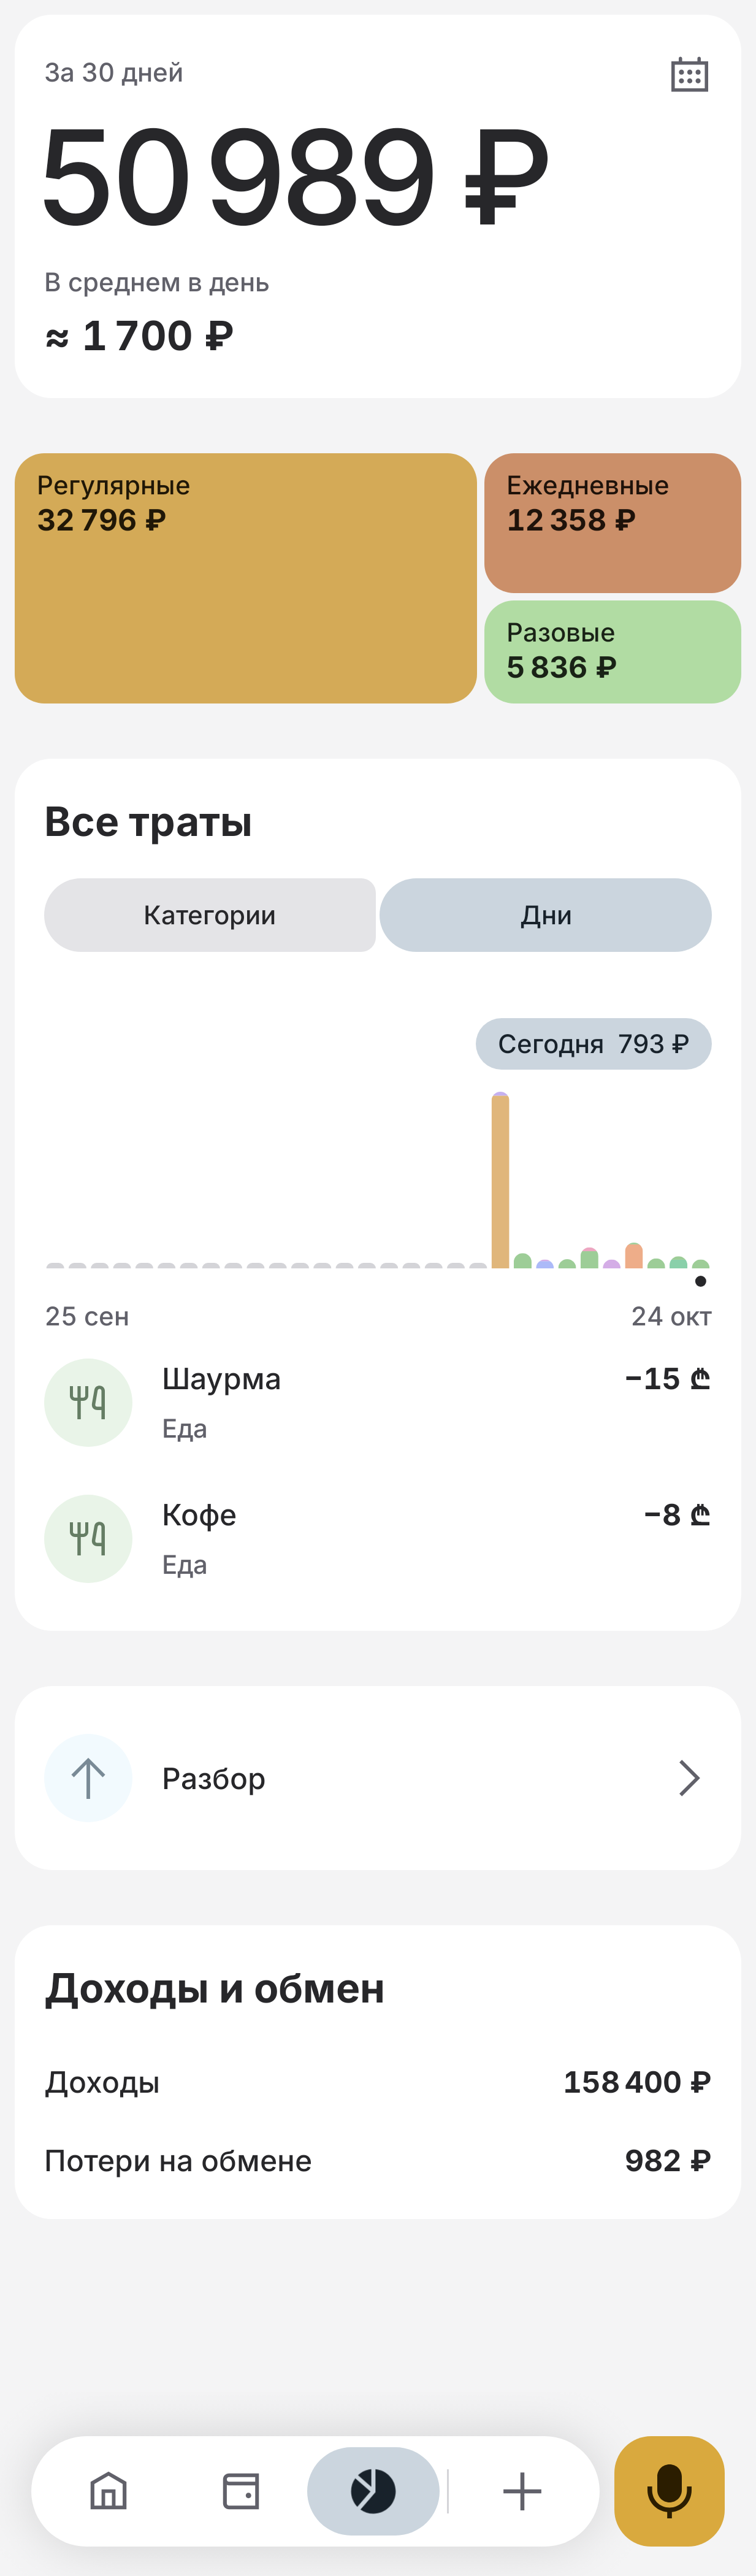 За 30 дней
50 989 ₽
В среднем в день
≈ 1 700 ₽
Регулярные
32 796 ₽
Ежедневные
12 358 ₽
Разовые
5 836 ₽
Все траты
Категории
Дни
Сегодня 793 ₽
25 сен
24 окт
Шаурма
−15 ₾
Еда
Кофе
−8 ₾
Еда
Разбор
Доходы и обмен
Доходы
158 400 ₽
Потери на обмене
982 ₽